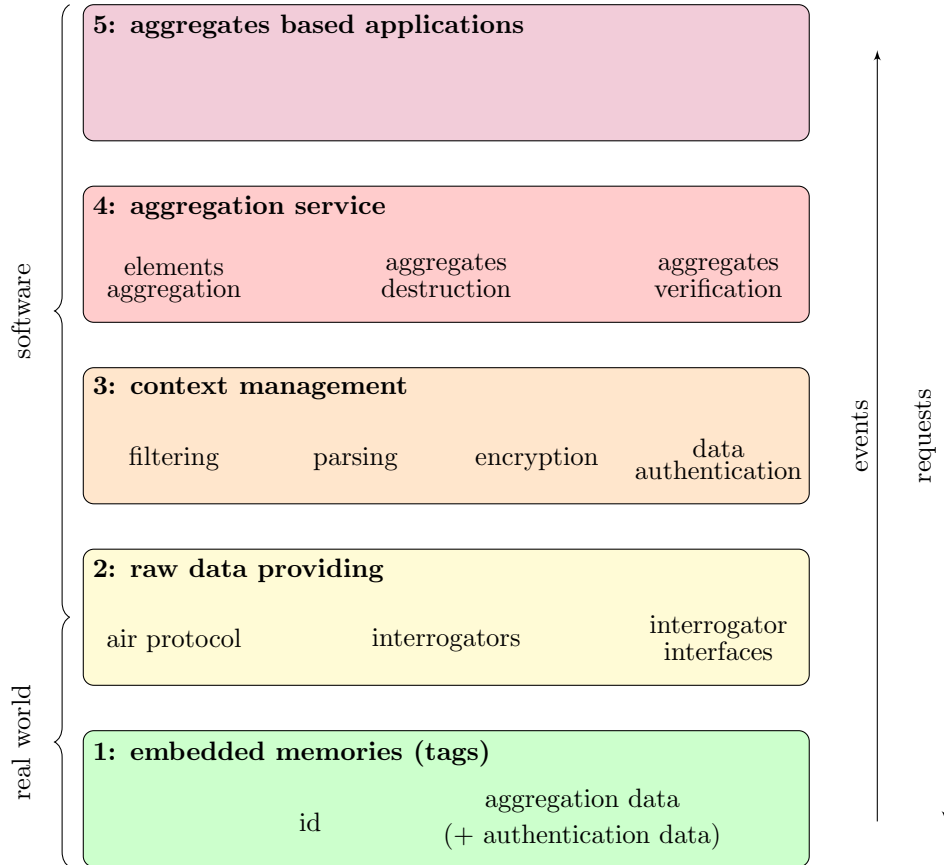 5: aggregates based applications
4: aggregation service
elements
aggregation
aggregates
destruction
aggregates
verification
software
3: context management
filtering
parsing
encryption
data
authentication
events
requests
2: raw data providing
air protocol
interrogators
interrogator
interfaces
real world
1: embedded memories (tags)
id
aggregation data
(+ authentication data)